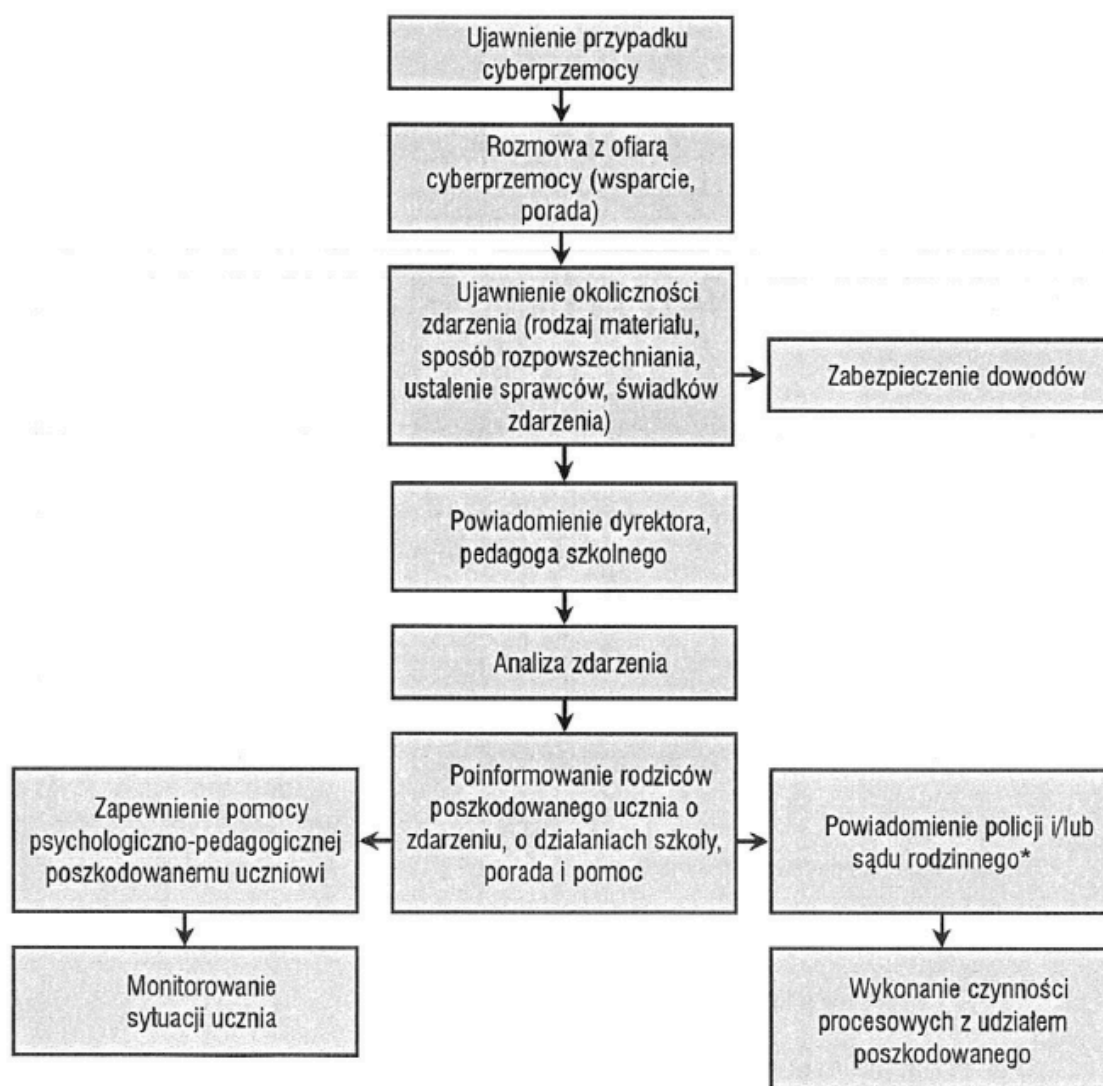 Ujawnienie przypadku
cyberprzemocy
Rozmowa z ofiarą
cyberprzemocy (wsparcie,
porada)
Ujawnienie okoliczności
zdarzenia (rodzaj materiału,
sposób rozpowszechniania,
ustalenie sprawców, świadków
zdarzenia)
Zabezpieczenie dowodów
Powiadomienie dyrektora,
pedagoga szkolnego
Analiza zdarzenia
Poinformowanie rodziców
poszkodowanego ucznia o
zdarzeniu, o działaniach szkoły,
porada i pomoc
Zapewnienie pomocy
psychologiczno-pedagogicznej
poszkodowanemu uczniowi
Powiadomienie policji i/lub
sądu rodzinnego*
Monitorowanie
sytuacji ucznia
Wykonanie czynności
procesowych z udziałem
poszkodowanego